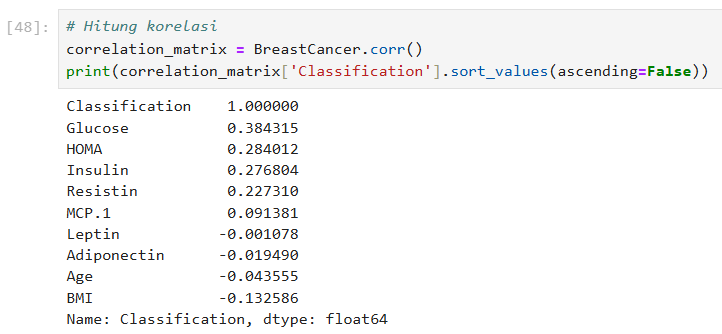 [48]: # Hitung korelasi
correlation_matrix = BreastCancer.corr()
print(correlation_matrix['Classification'].sort_values(ascending=False))
Classification    1.000000
Glucose           0.384315
HOMA              0.284012
Insulin           0.276804
Resistin          0.227310
MCP.1             0.091381
Leptin           -0.001078
Adiponectin      -0.019490
Age              -0.043555
BMI              -0.132586
Name: Classification, dtype: float64